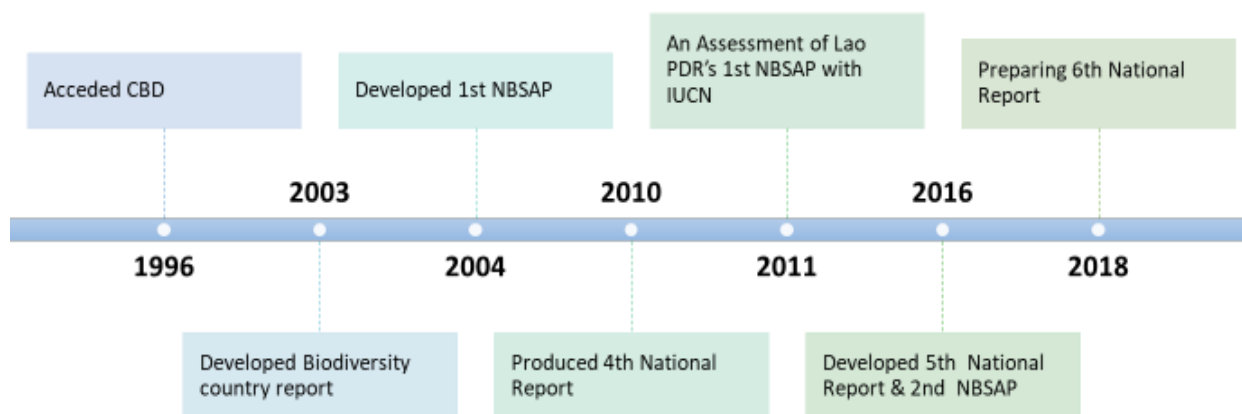 Acceded CBD
Developed 1st NBSAP
An Assessment of Lao
PDR's 1st NBSAP with
IUCN
Preparing 6th National
Report
2003
2010
2016
1996
2004
2011
2018
Developed Biodiversity
country report
Produced 4th National
Report
Developed 5th National
Report & 2nd NBSAP